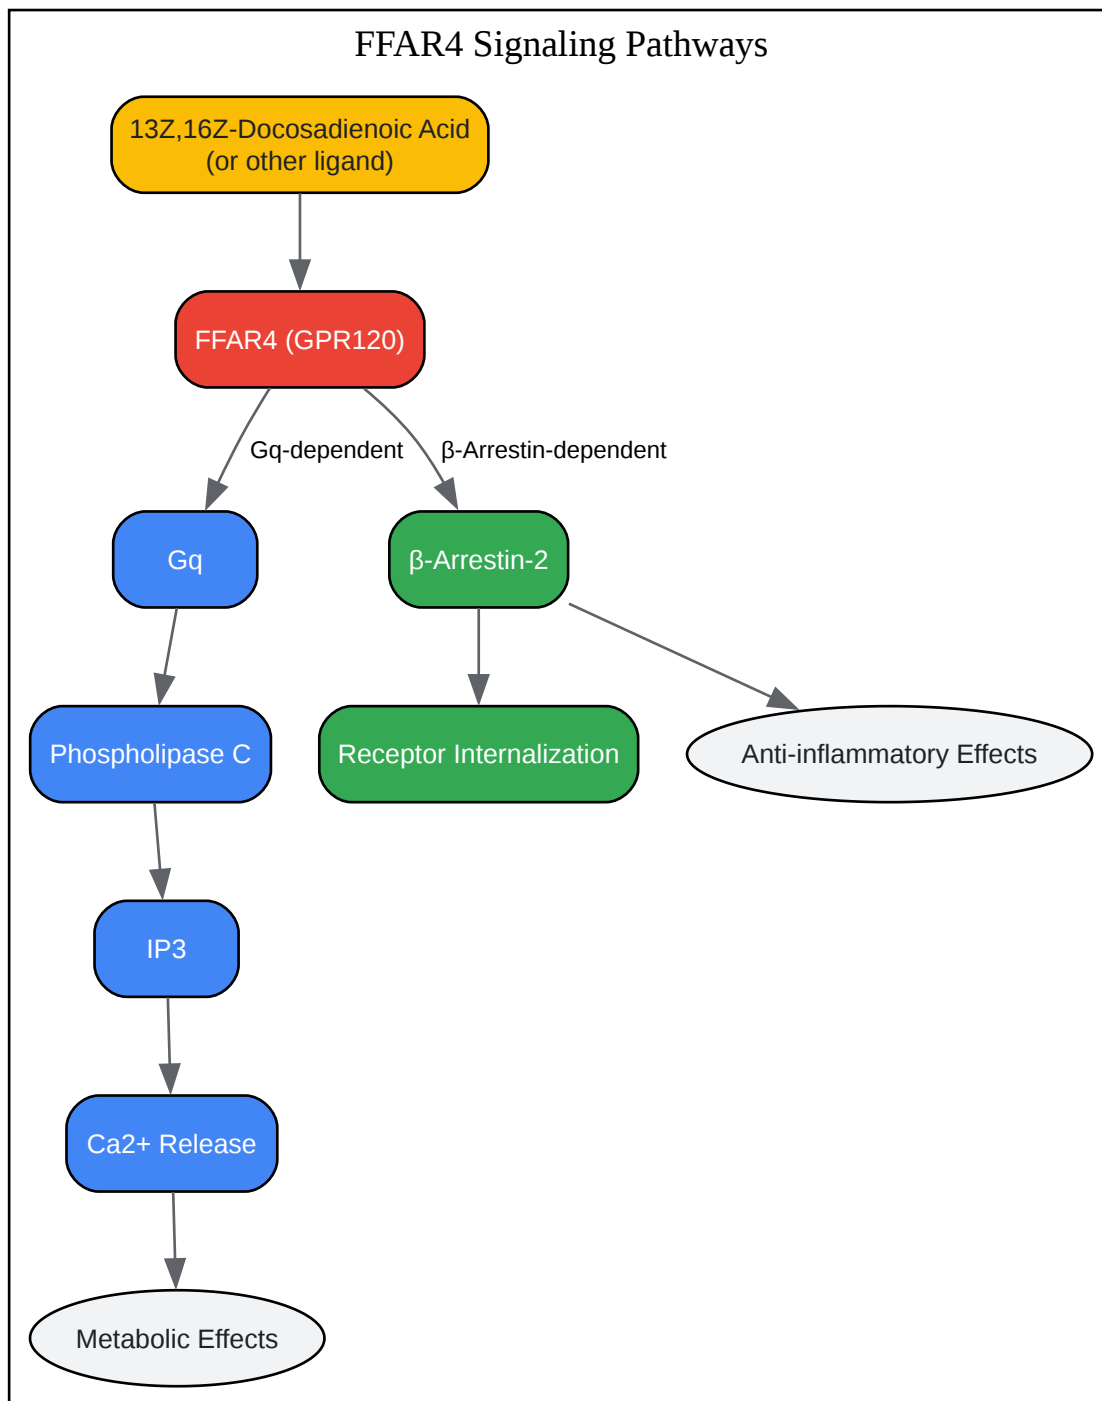 FFAR4 Signaling Pathways
13Z,16Z-Docosadienoic Acid
(or other ligand)
FFAR4 (GPR120)
Gq-dependent
β-Arrestin-dependent
Gq
β-Arrestin-2
Phospholipase C
Receptor Internalization
Anti-inflammatory Effects
IP3
Ca2+ Release
Metabolic Effects